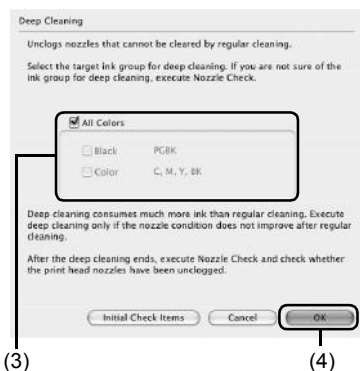 Deep Cleaning
Unclogs nozzles that cannot be cleared by regular cleaning.
Select the target ink group for deep cleaning. If you are not sure of the
ink group for deep cleaning, execute Nozzle Check.
All Colors
Black PGBK
Color C, M, Y, BK
Deep cleaning consumes much more ink than regular cleaning. Execute
deep cleaning only if the nozzle condition does not improve after regular
cleaning.
After the deep cleaning ends, execute Nozzle Check and check whether
the print head nozzles have been unclogged.
Initial Check Items Cancel OK
(3) (4)